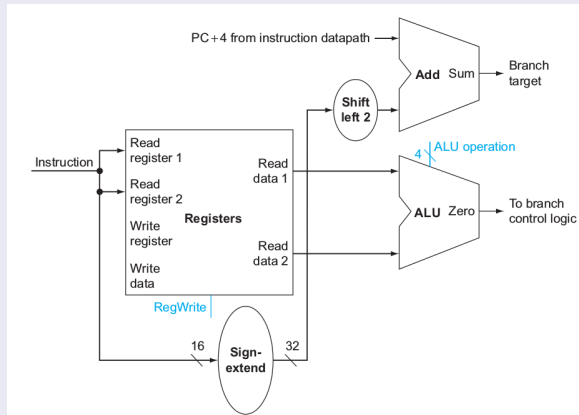 PC+4 from instruction datapath
Add Sum
Branch
target
Shift
left 2
Read
register 1
Instruction
Read
data 1
4
ALU operation
Read
register 2
Registers
ALU Zero
To branch
control logic
Write
register
Read
data 2
Write
data
RegWrite
16
32
Sign-
extend